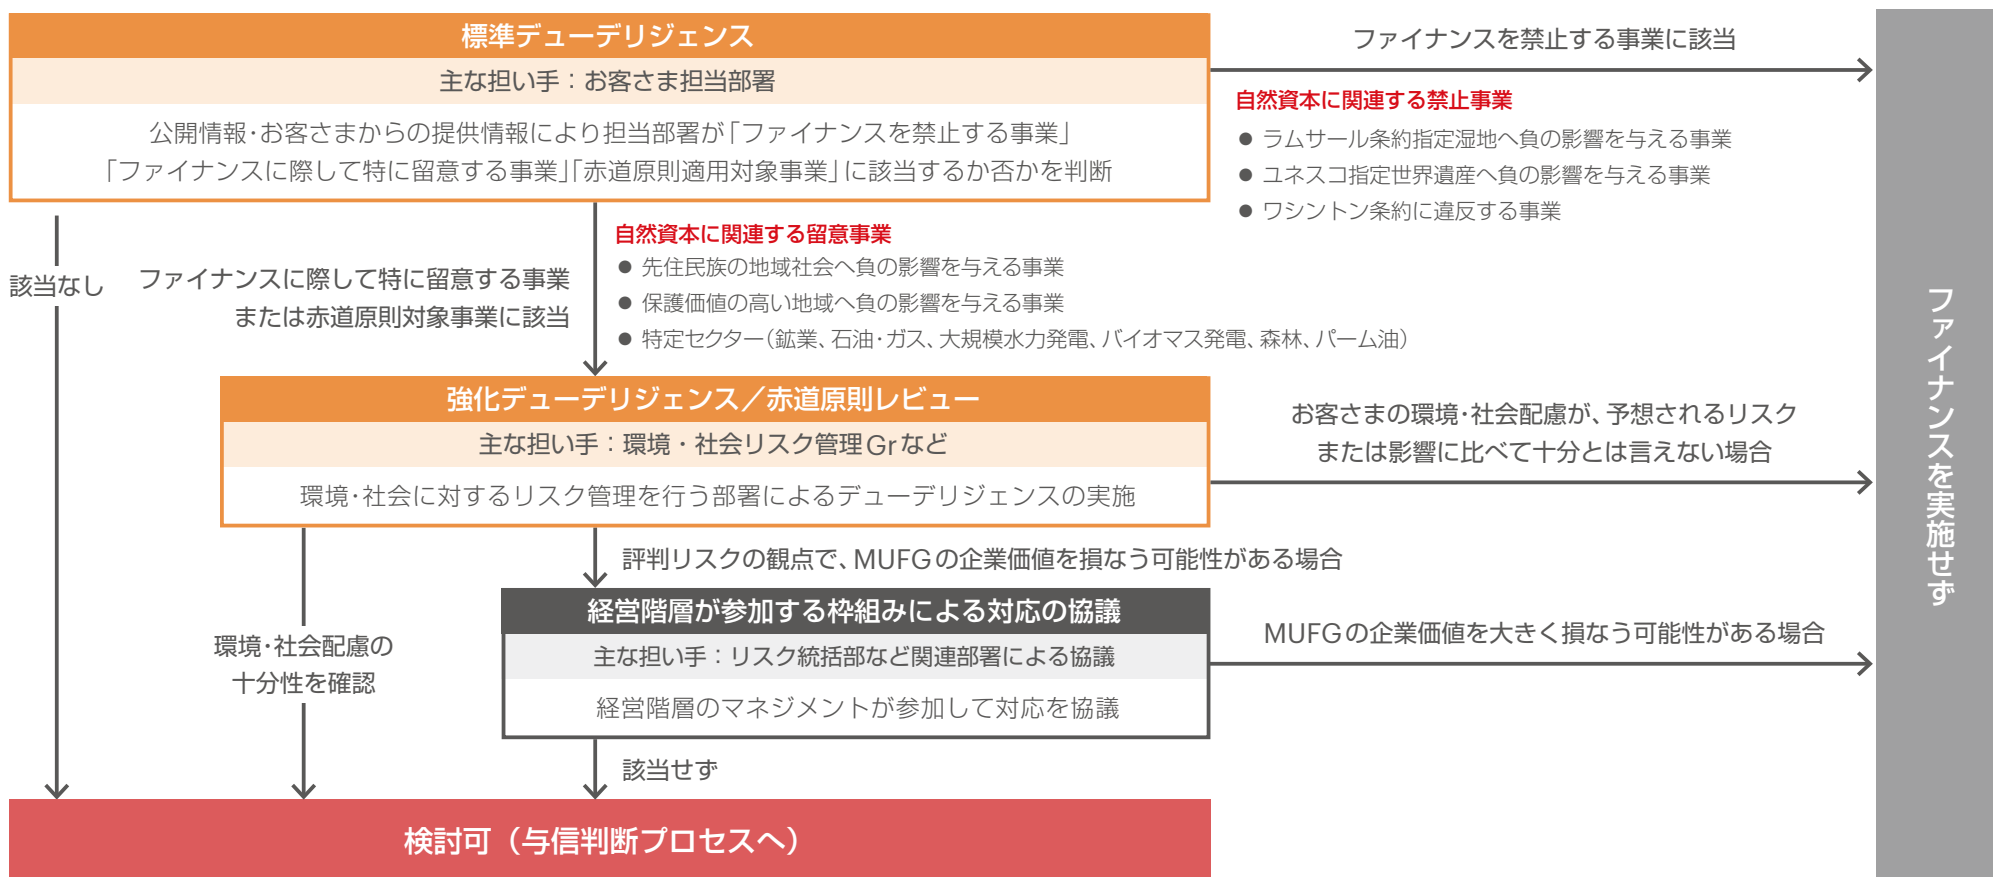 標準デューデリジェンス
主な担い手：お客さま担当部署
公開情報・お客さまからの提供情報により担当部署が「ファイナンスを禁止する事業」
「ファイナンスに際して特に留意する事業」「赤道原則適用対象事業」に該当するか否かを判断
ファイナンスを禁止する事業に該当
自然資本に関連する禁止事業
● ラムサール条約指定湿地へ負の影響を与える事業
● ユネスコ指定世界遺産へ負の影響を与える事業
● ワシントン条約に違反する事業
該当なし
ファイナンスに際して特に留意する事業
または赤道原則対象事業に該当
自然資本に関連する留意事業
● 先住民族の地域社会へ負の影響を与える事業
● 保護価値の高い地域へ負の影響を与える事業
● 特定セクター（鉱業、石油・ガス、大規模水力発電、バイオマス発電、森林、パーム油）
強化デューデリジェンス／赤道原則レビュー
主な担い手：環境・社会リスク管理Grなど
環境・社会に対するリスク管理を行う部署によるデューデリジェンスの実施
お客さまの環境・社会配慮が、予想されるリスク
または影響に比べて十分とは言えない場合
評判リスクの観点で、MUFGの企業価値を損なう可能性がある場合
環境・社会配慮の
十分性を確認
経営階層が参加する枠組みによる対応の協議
主な担い手：リスク統括部など関連部署による協議
経営階層のマネジメントが参加して対応を協議
MUFGの企業価値を大きく損なう可能性がある場合
該当せず
検討可（与信判断プロセスへ）
ファイナンスを実施せず